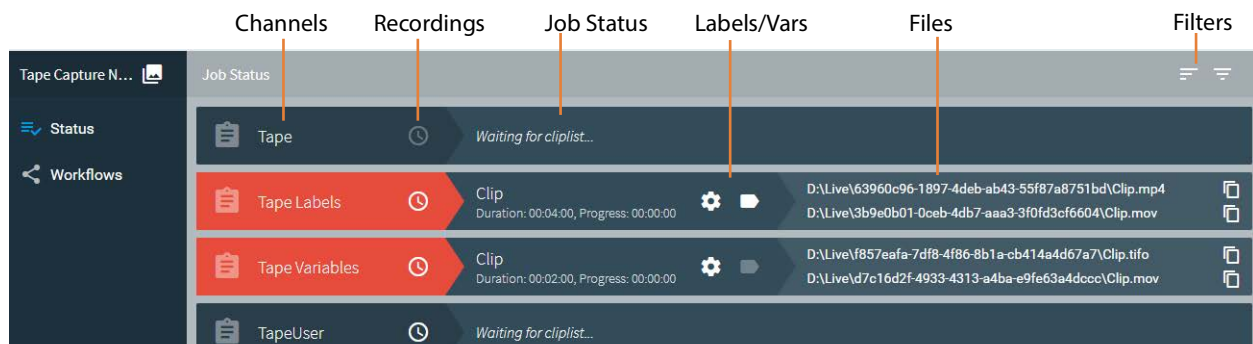 Channels Recordings Job Status Labels/Vars Files Filters
Tape Capture N... Job Status
Status
Workflows
Tape Waiting for cliplist...
Tape Labels
Clip
Duration: 00:04:00, Progress: 00:00:00
D:\Live\63960c96-1897-4deb-ab43-55f87a8751bd\Clip.mp4
D:\Live\3b9e0b01-0ceb-4db7-aaa3-3f0fd3cf6604\Clip.mov
Tape Variables
Clip
Duration: 00:02:00, Progress: 00:00:00
D:\Live\f857eafa-7df8-4f86-8b1a-cb414a4d67a7\Clip.tifo
D:\Live\d7c16d2f-4933-4313-a4ba-e9fe63a4dccc\Clip.mov
TapeUser Waiting for cliplist...